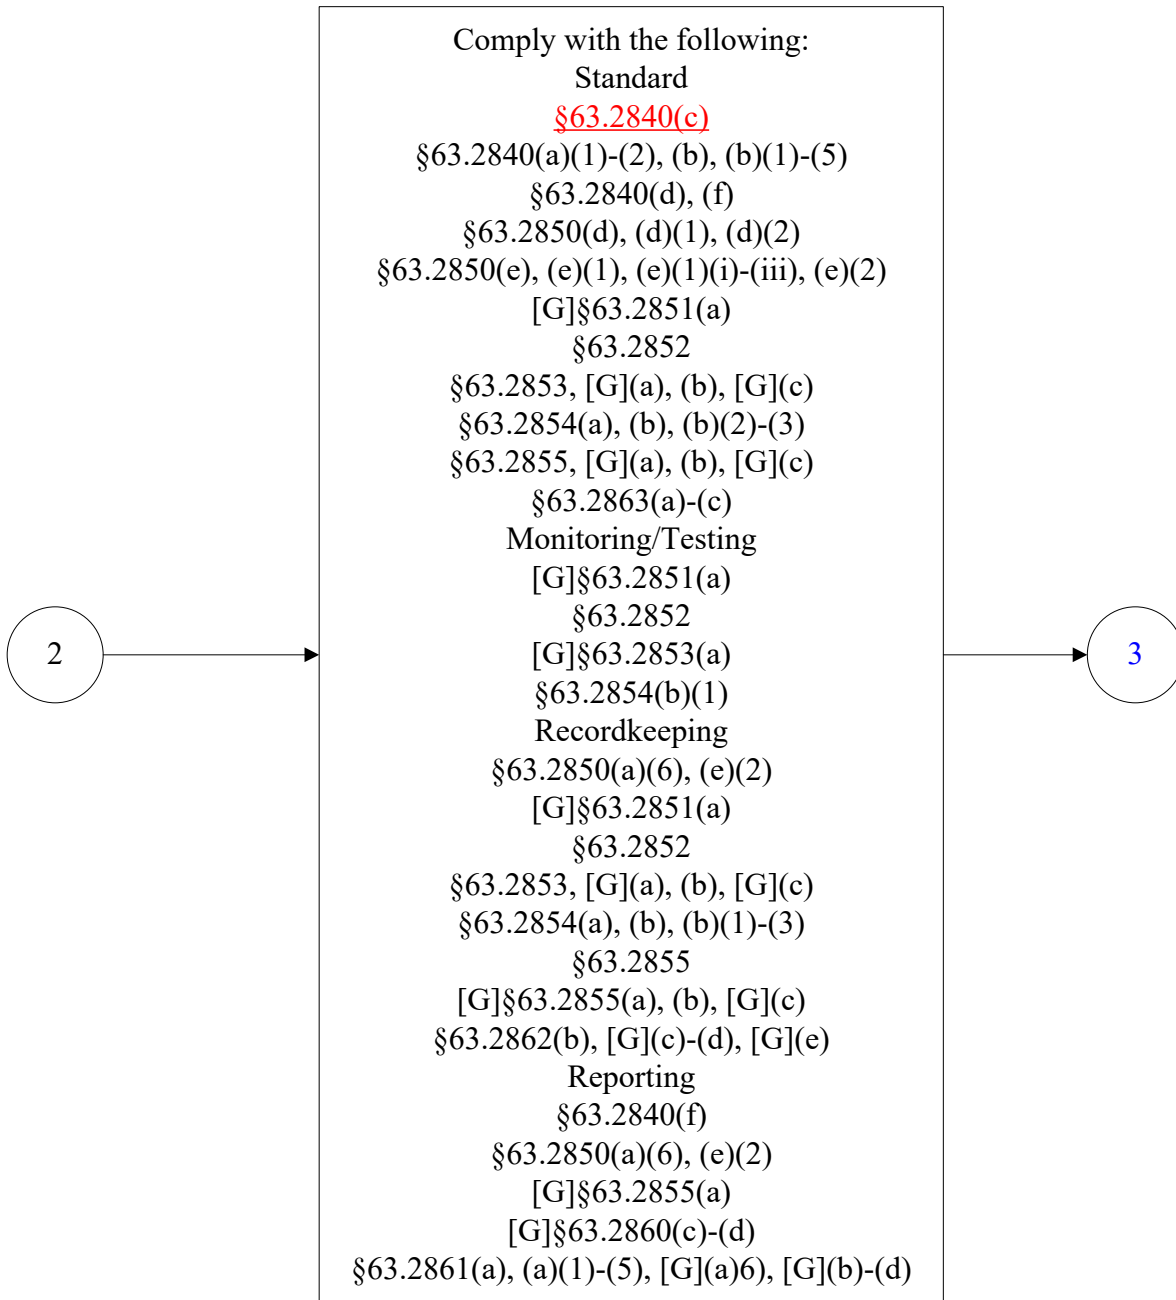 Comply with the following:
Standard
§63.2840(c)
§63.2840(a)(1)-(2), (b), (b)(1)-(5)
§63.2840(d), (f)
§63.2850(d), (d)(1), (d)(2)
§63.2850(e), (e)(1), (e)(1)(i)-(iii), (e)(2)
[G]§63.2851(a)
§63.2852
§63.2853, [G](a), (b), [G](c)
§63.2854(a), (b), (b)(2)-(3)
§63.2855, [G](a), (b), [G](c)
§63.2863(a)-(c)
Monitoring/Testing
[G]§63.2851(a)
§63.2852
[G]§63.2853(a)
§63.2854(b)(1)
Recordkeeping
§63.2850(a)(6), (e)(2)
[G]§63.2851(a)
§63.2852
§63.2853, [G](a), (b), [G](c)
§63.2854(a), (b), (b)(1)-(3)
§63.2855
[G]§63.2855(a), (b), [G](c)
§63.2862(b), [G](c)-(d), [G](e)
Reporting
§63.2840(f)
§63.2850(a)(6), (e)(2)
[G]§63.2855(a)
[G]§63.2860(c)-(d)
§63.2861(a), (a)(1)-(5), [G](a)6), [G](b)-(d)
2
3